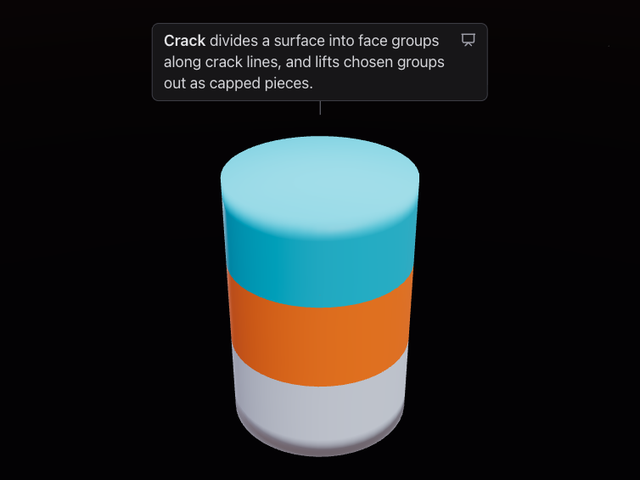 Crack divides a surface into face groups
along crack lines, and lifts chosen groups
out as capped pieces.